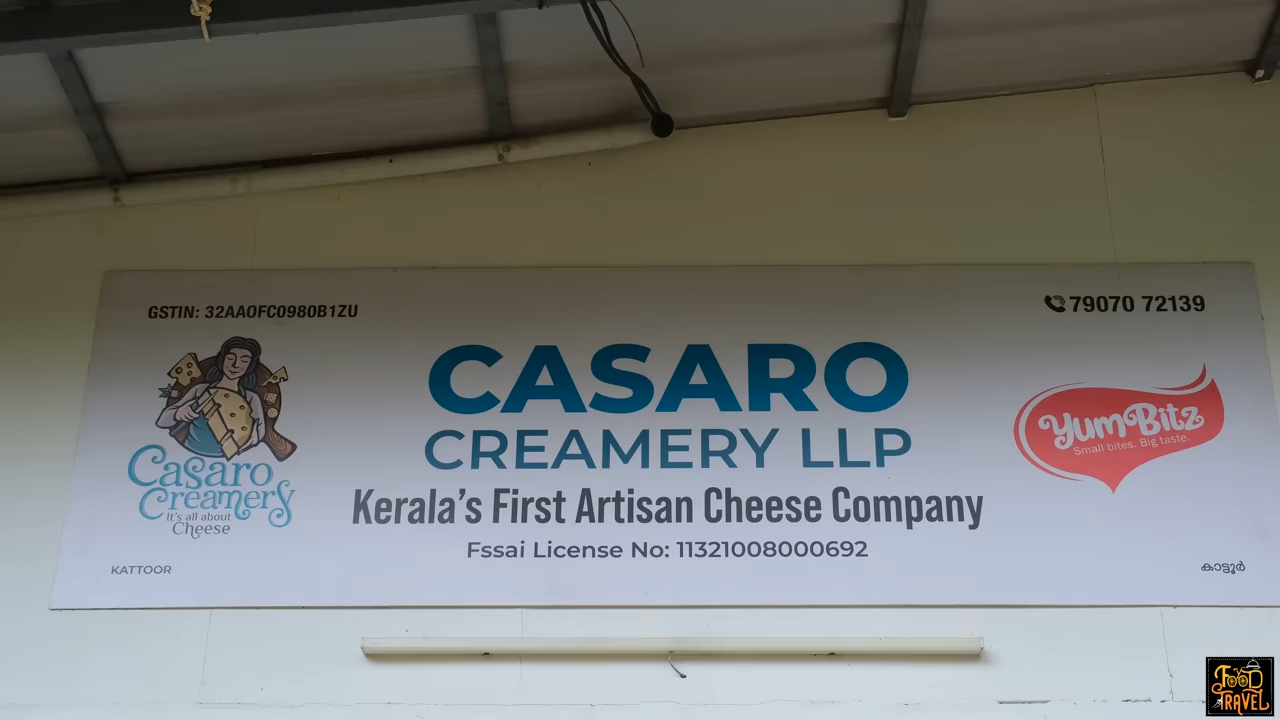 GSTIN: 32AAOFC0980B1ZU
79070 72139
CASARO
CREAMERY LLP
Kerala's First Artisan Cheese Company
Fssai License No: 11321008000692
Casaro
Creamery
It's all about
Cheese
YumBitz
Small bites. Big taste.
KATTOOR
കാട്ടൂർ
FOOD
TRAVEL